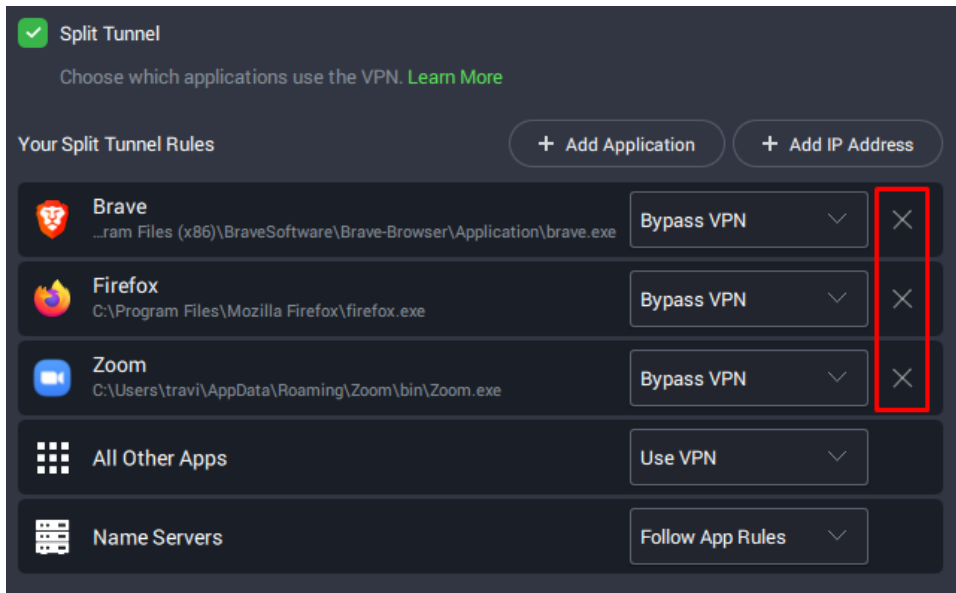 Split Tunnel
Choose which applications use the VPN. Learn More
Your Split Tunnel Rules
+ Add Application
+ Add IP Address
Brave
...ram Files (x86)\BraveSoftware\Brave-Browser\Application\brave.exe
Bypass VPN
Firefox
C:\Program Files\Mozilla Firefox\firefox.exe
Bypass VPN
Zoom
C:\Users\travi\AppData\Roaming\Zoom\bin\Zoom.exe
Bypass VPN
All Other Apps
Use VPN
Name Servers
Follow App Rules